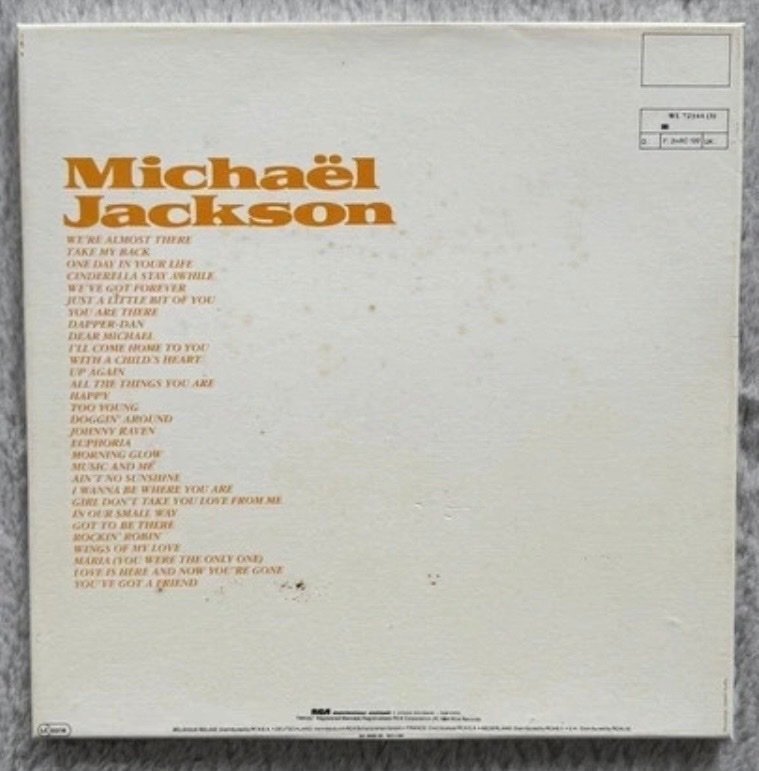 Michaël
Jackson
WE'RE ALMOST THERE
TAKE MY BACK
ONE DAY IN YOUR LIFE
CINDERELLA STAY AWHILE
WE'VE GOT FOREVER
JUST A LITTLE BIT OF YOU
YOU ARE THERE
DAPPER-DAN
DEAR MICHAEL
I'LL COME HOME TO YOU
WITH A CHILD'S HEART
UP AGAIN
ALL THE THINGS YOU ARE
HAPPY
TOO YOUNG
DOGGIN' AROUND
JOHNNY RAVEN
EUPHORIA
MORNING GLOW
MUSIC AND ME
AIN'T NO SUNSHINE
I WANNA BE WHERE YOU ARE
GIRL DON'T TAKE YOU LOVE FROM ME
IN OUR SMALL WAY
GOT TO BE THERE
ROCKIN' ROBIN
WINGS OF MY LOVE
MARIA (YOU WERE THE ONLY ONE)
LOVE IS HERE AND NOW YOU'RE GONE
YOU'VE GOT A FRIEND
RCA